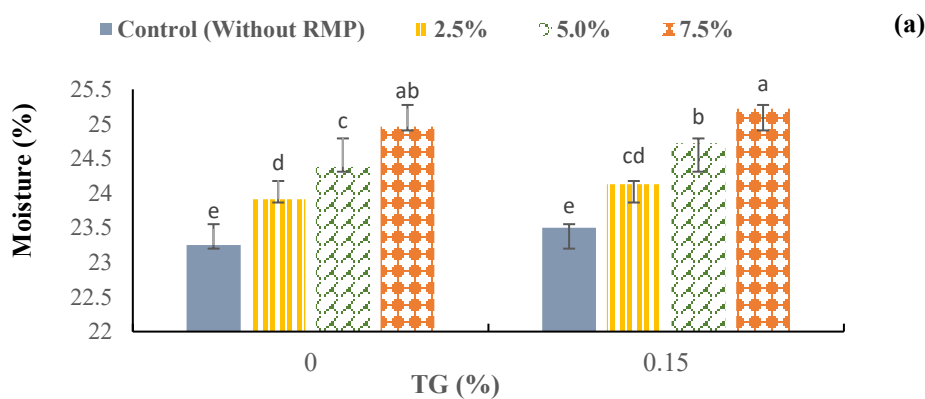 Control (Without RMP) 2.5% 5.0% 7.5% (a)
Moisture (%)
25.5
25
24.5
24
23.5
23
22.5
22
e d c ab e cd b a
0 0.15
TG (%)